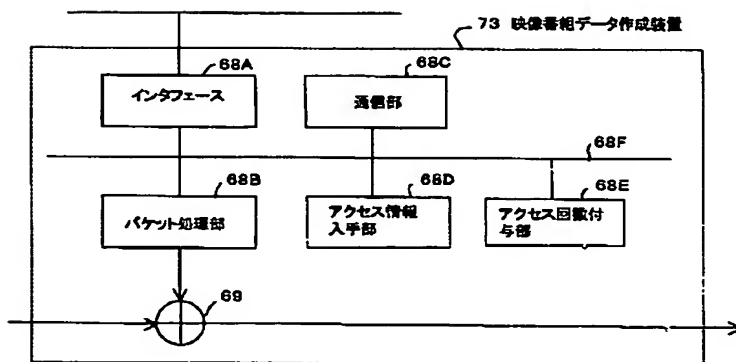 73 映像番組データ作成装置
68A
68C
インタフェース
通信部
68F
68B
68D
68E
パケット処理部
アクセス情報
入手部
アクセス回数付
与部
69